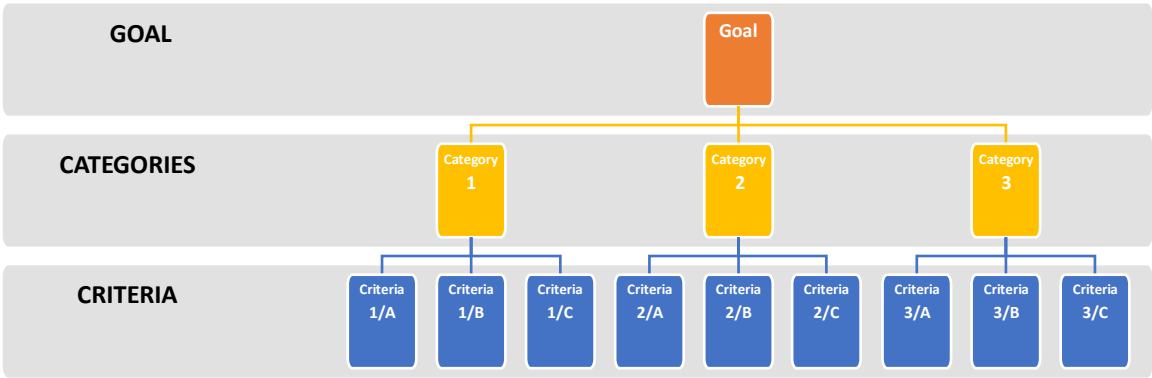 GOAL
Goal
CATEGORIES
Category
1
Category
2
Category
3
CRITERIA
Criteria
1/A
Criteria
1/B
Criteria
1/C
Criteria
2/A
Criteria
2/B
Criteria
2/C
Criteria
3/A
Criteria
3/B
Criteria
3/C